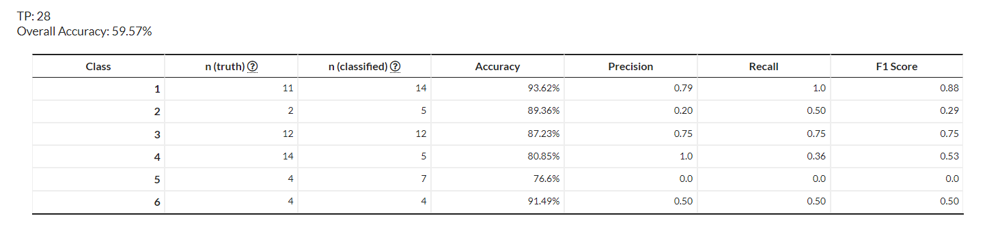 TP: 28
Overall Accuracy: 59.57%
Class n (truth) ? n (classified) ? Accuracy Precision Recall F1 Score
1 11 14 93.62% 0.79 1.0 0.88
2 2 5 89.36% 0.20 0.50 0.29
3 12 12 87.23% 0.75 0.75 0.75
4 14 5 80.85% 1.0 0.36 0.53
5 4 7 76.6% 0.0 0.0 0.0
6 4 4 91.49% 0.50 0.50 0.50